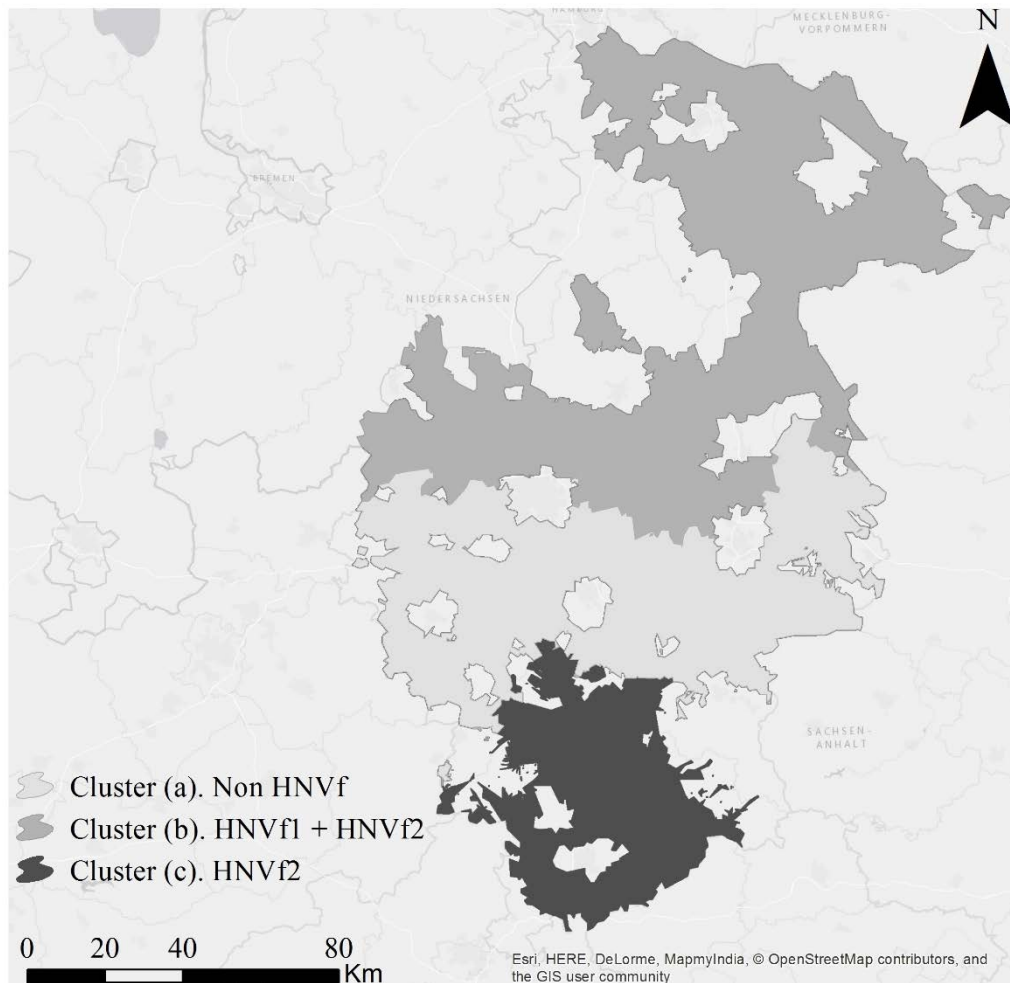 HAMBURG
MECKLENBURG-
VORPOMMERN
N
BREMEN
NIEDERSACHSEN
SACHSEN-
ANHALT
Cluster (a). Non HNVf
Cluster (b). HNVf1 + HNVf2
Cluster (c). HNVf2
0 20 40 80
Km
Esri, HERE, DeLorme, MapmyIndia, © OpenStreetMap contributors, and
the GIS user community